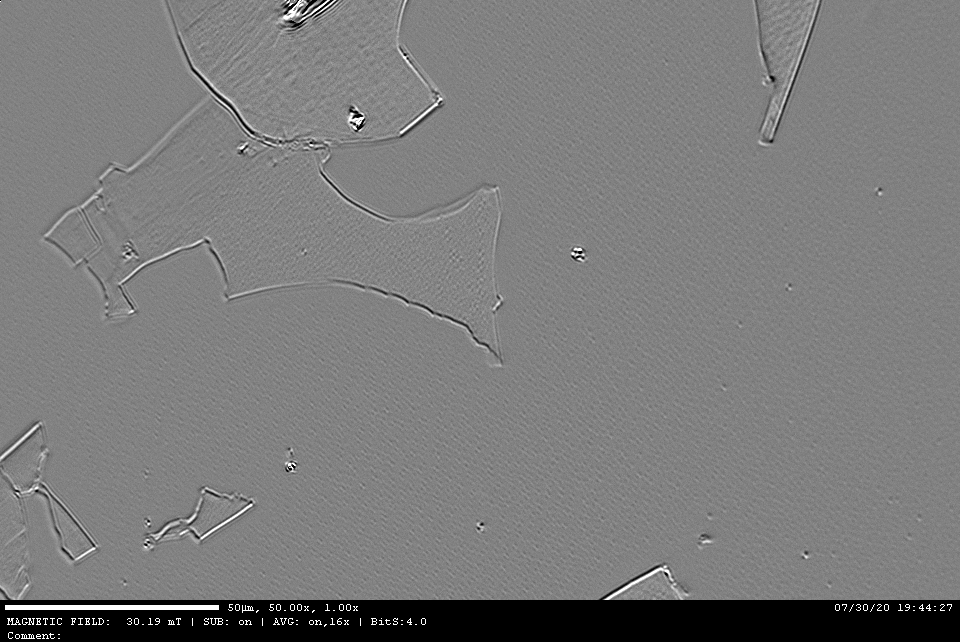 50µm, 50.00x, 1.00x 07/30/20 19:44:27
MAGNETIC FIELD: 30.19 mT | SUB: on | AVG: on,16x | BitS:4.0
Comment: